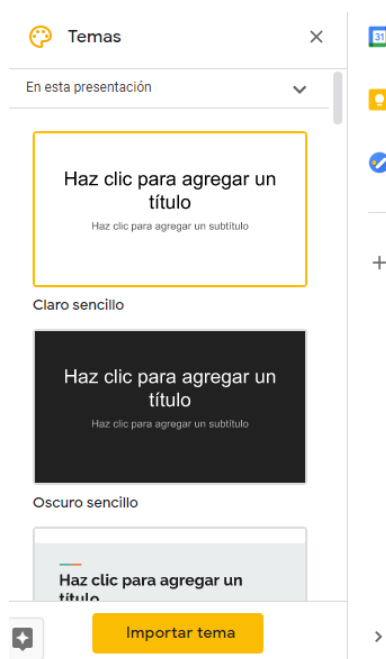 Temas
31
En esta presentación
Haz clic para agregar un
título
Haz clic para agregar un subtítulo
Claro sencillo
Haz clic para agregar un
título
Haz clic para agregar un subtítulo
Oscuro sencillo
Haz clic para agregar un
título
Importar tema